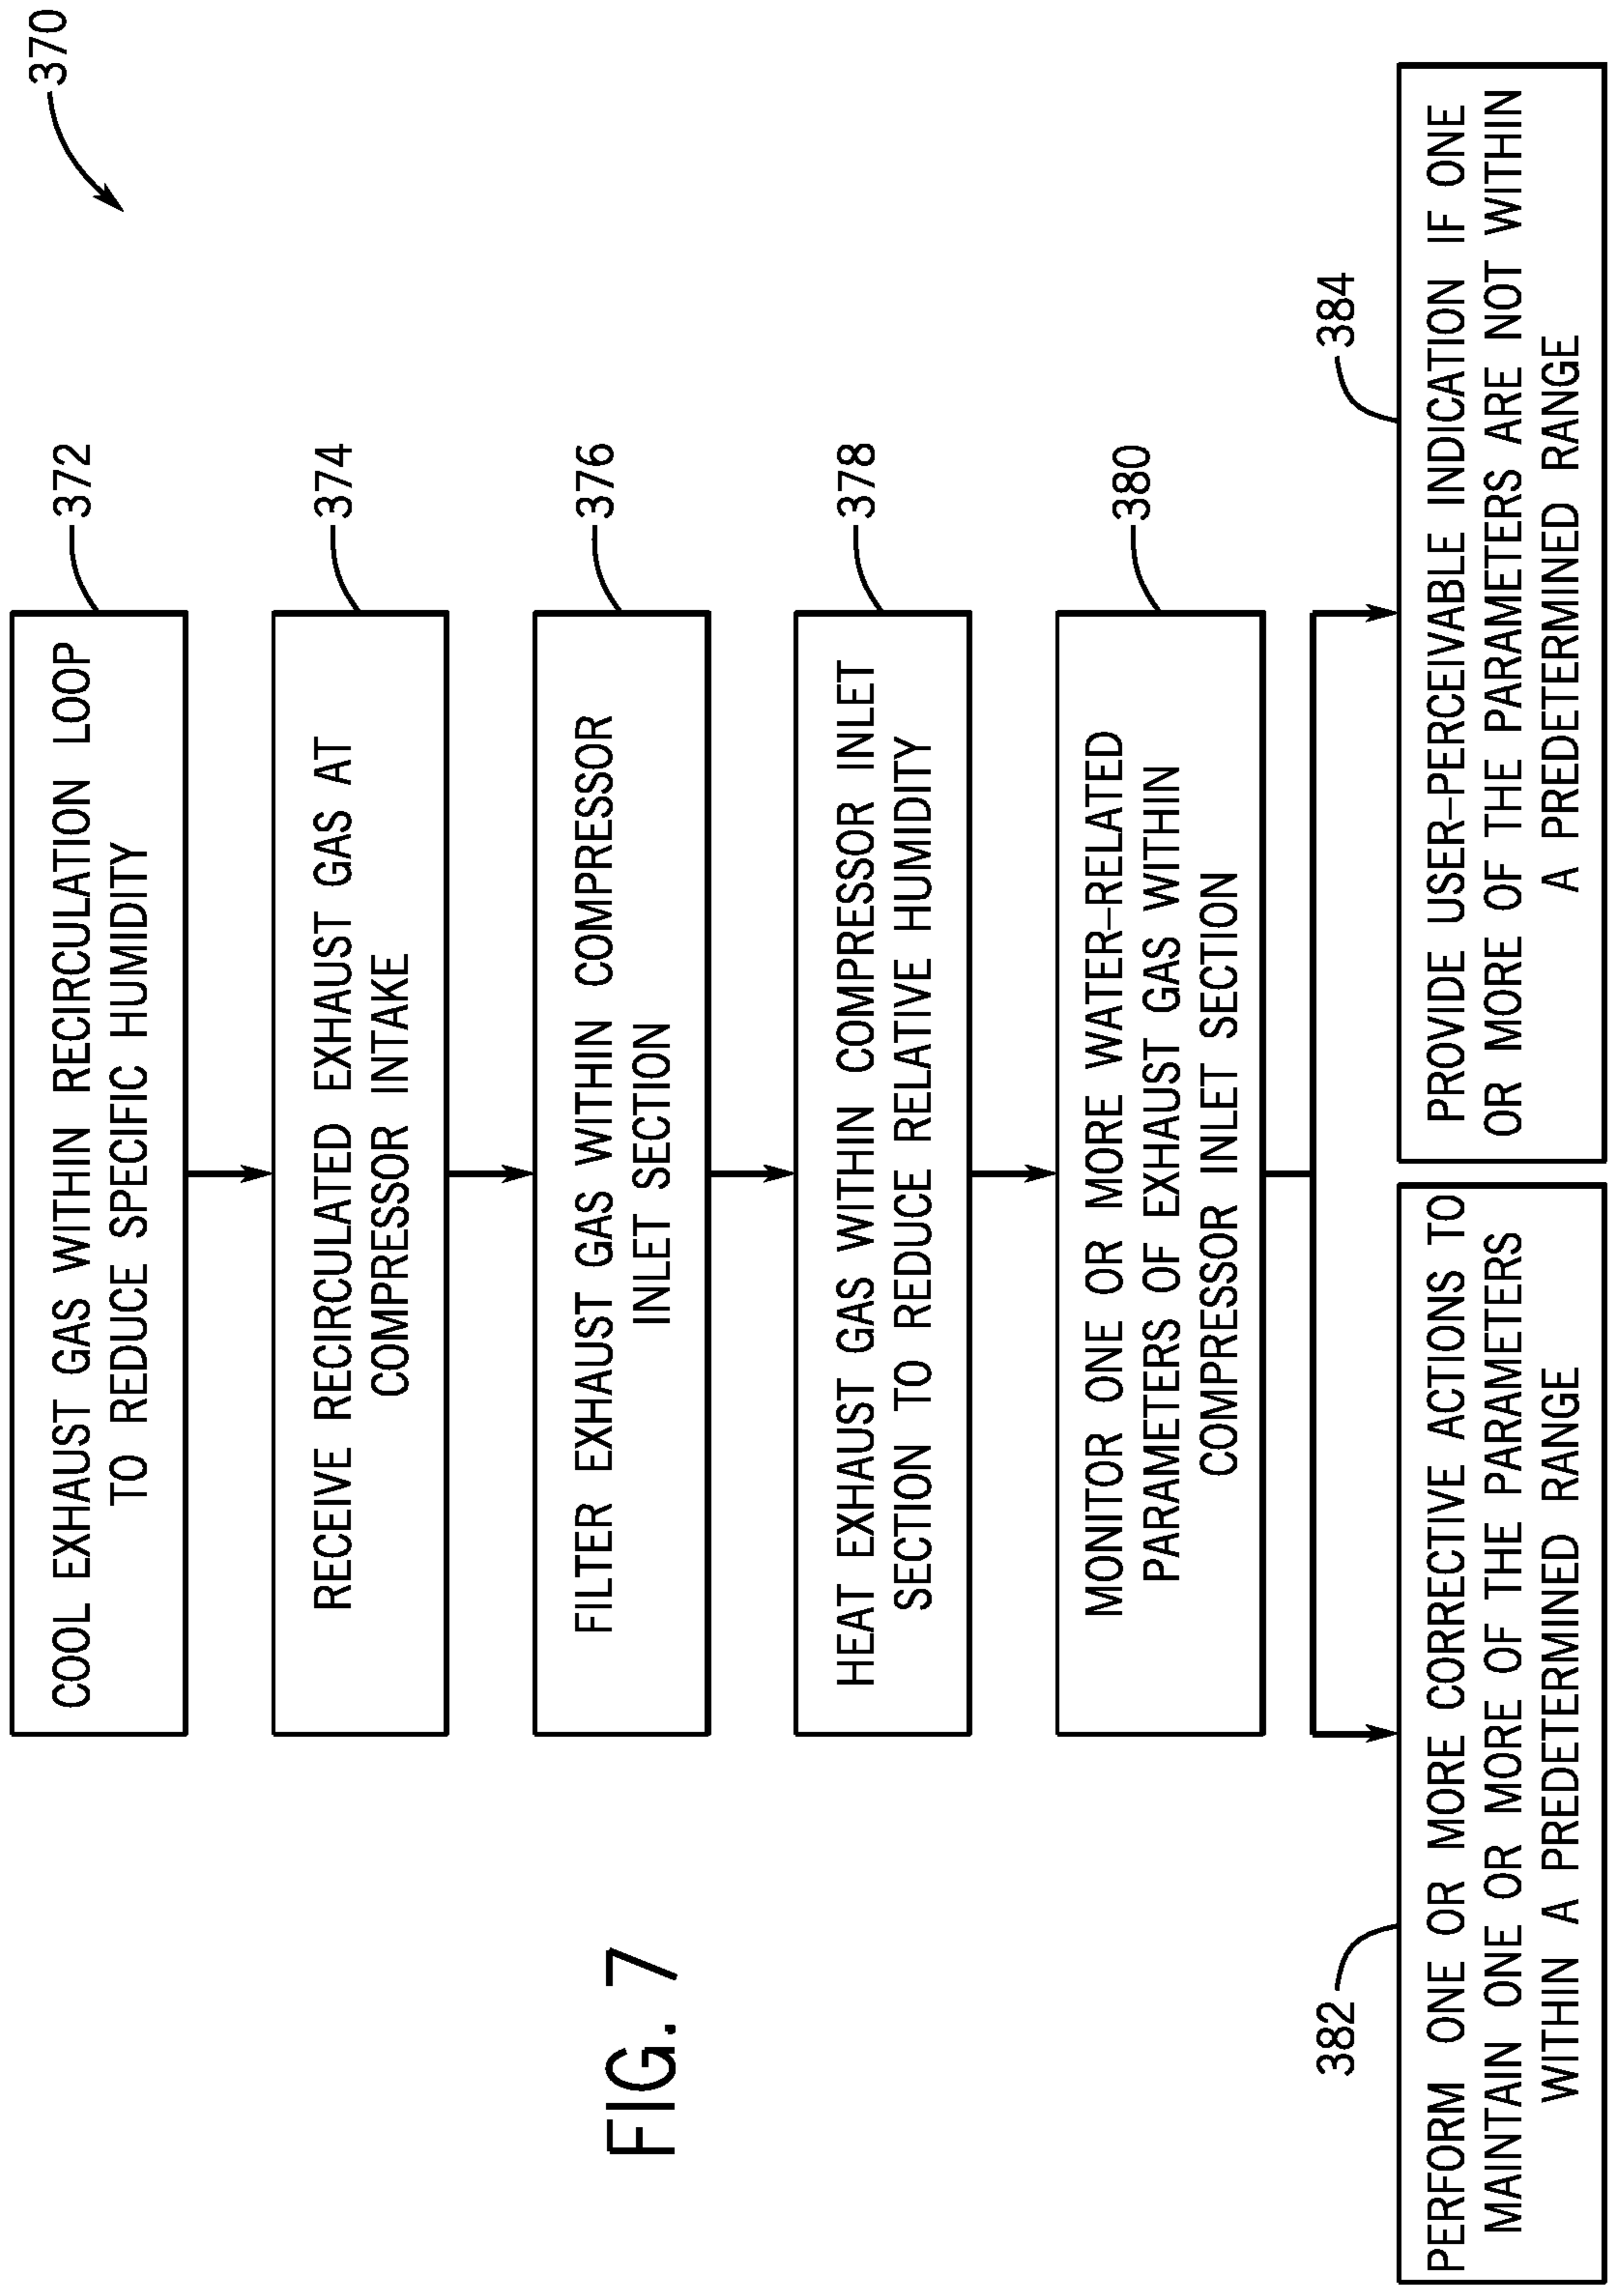 370
COOL EXHAUST GAS WITHIN RECIRCULATION LOOP
TO REDUCE SPECIFIC HUMIDITY
372
RECEIVE RECIRCULATED EXHAUST GAS AT
COMPRESSOR INTAKE
374
FILTER EXHAUST GAS WITHIN COMPRESSOR
INLET SECTION
376
HEAT EXHAUST GAS WITHIN COMPRESSOR INLET
SECTION TO REDUCE RELATIVE HUMIDITY
378
MONITOR ONE OR MORE WATER-RELATED
PARAMETERS OF EXHAUST GAS WITHIN
COMPRESSOR INLET SECTION
380
382
PERFORM ONE OR MORE CORRECTIVE ACTIONS TO
MAINTAIN ONE OR MORE OF THE PARAMETERS
WITHIN A PREDETERMINED RANGE
384
PROVIDE USER-PERCEIVABLE INDICATION IF ONE
OR MORE OF THE PARAMETERS ARE NOT WITHIN
A PREDETERMINED RANGE
FIG. 7